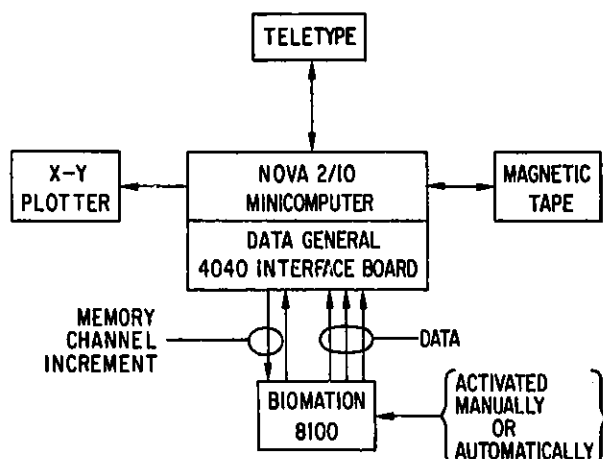 TELETYPE
X-Y
PLOTTER
NOVA 2/10
MINICOMPUTER
MAGNETIC
TAPE
DATA GENERAL
4040 INTERFACE BOARD
MEMORY
CHANNEL
INCREMENT
DATA
BIOMATION
8100
ACTIVATED
MANUALLY
OR
AUTOMATICALLY